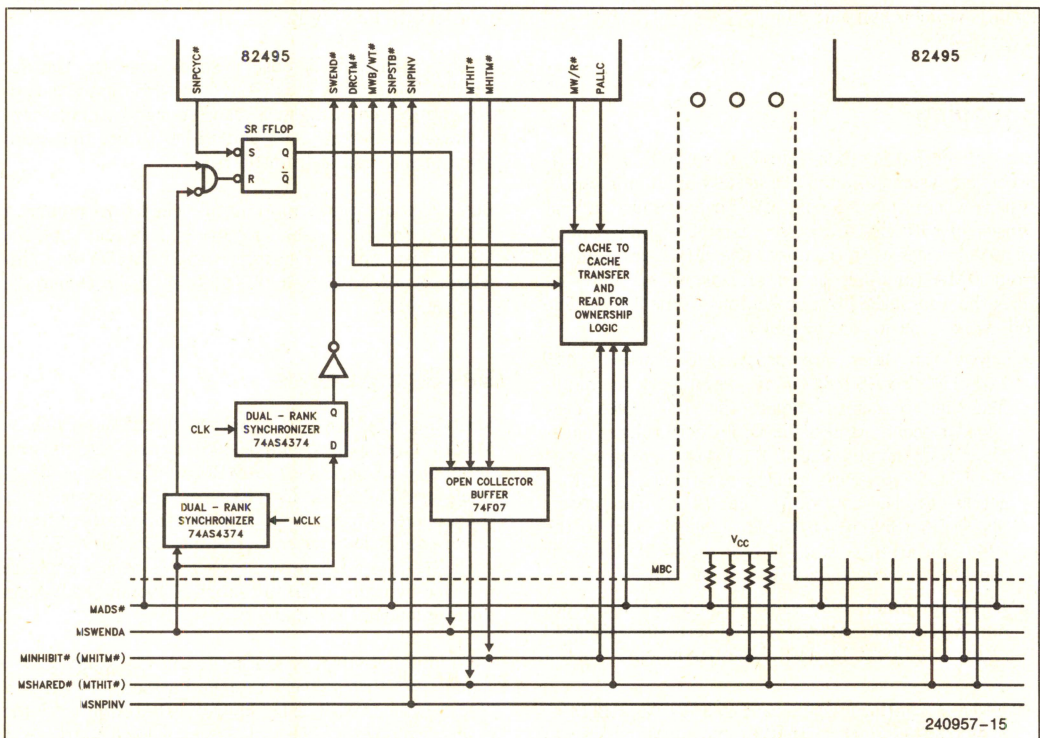 82495
82495
SNPCYC#
SWEND#
DRCTM#
MWB/WT#
SNPSTB#
SNPINV
MTHIT#
MHITM#
MW/R#
PALLC
SR FFLOP
S Q
R Q̅
CACHE TO
CACHE
TRANSFER
AND
READ FOR
OWNERSHIP
LOGIC
Q
DUAL – RANK
SYNCHRONIZER
74AS4374
D
CLK
OPEN COLLECTOR
BUFFER
74F07
DUAL – RANK
SYNCHRONIZER
74AS4374
MCLK
VCC
MBC
MADS#
MSWENDA
MINHIBIT# (MHITM#)
MSHARED# (MTHIT#)
MSNPINV
240957–15